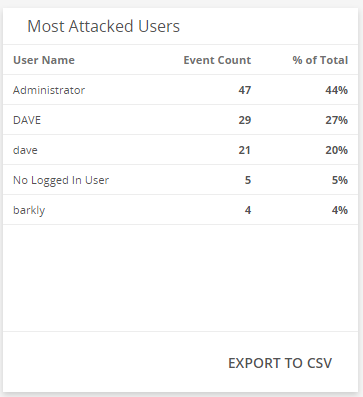 Most Attacked Users
User Name Event Count % of Total
Administrator 47 44%
DAVE 29 27%
dave 21 20%
No Logged In User 5 5%
barkly 4 4%
EXPORT TO CSV